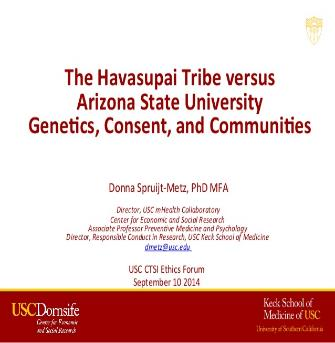 The Havasupai Tribe versus
Arizona State University
Genetics, Consent, and Communities
Donna Spruijt-Metz, PhD MFA
Director, USC mHealth Collaboratory
Center for Economic and Social Research
Associate Professor Preventive Medicine and Psychology
Director, Responsible Conduct in Research, USC Keck School of Medicine
dmetz@usc.edu
USC CTSI Ethics Forum
September 10 2014
USC Dornsife
Center for Economic
and Social Research
Keck School of
Medicine of USC
University of Southern California